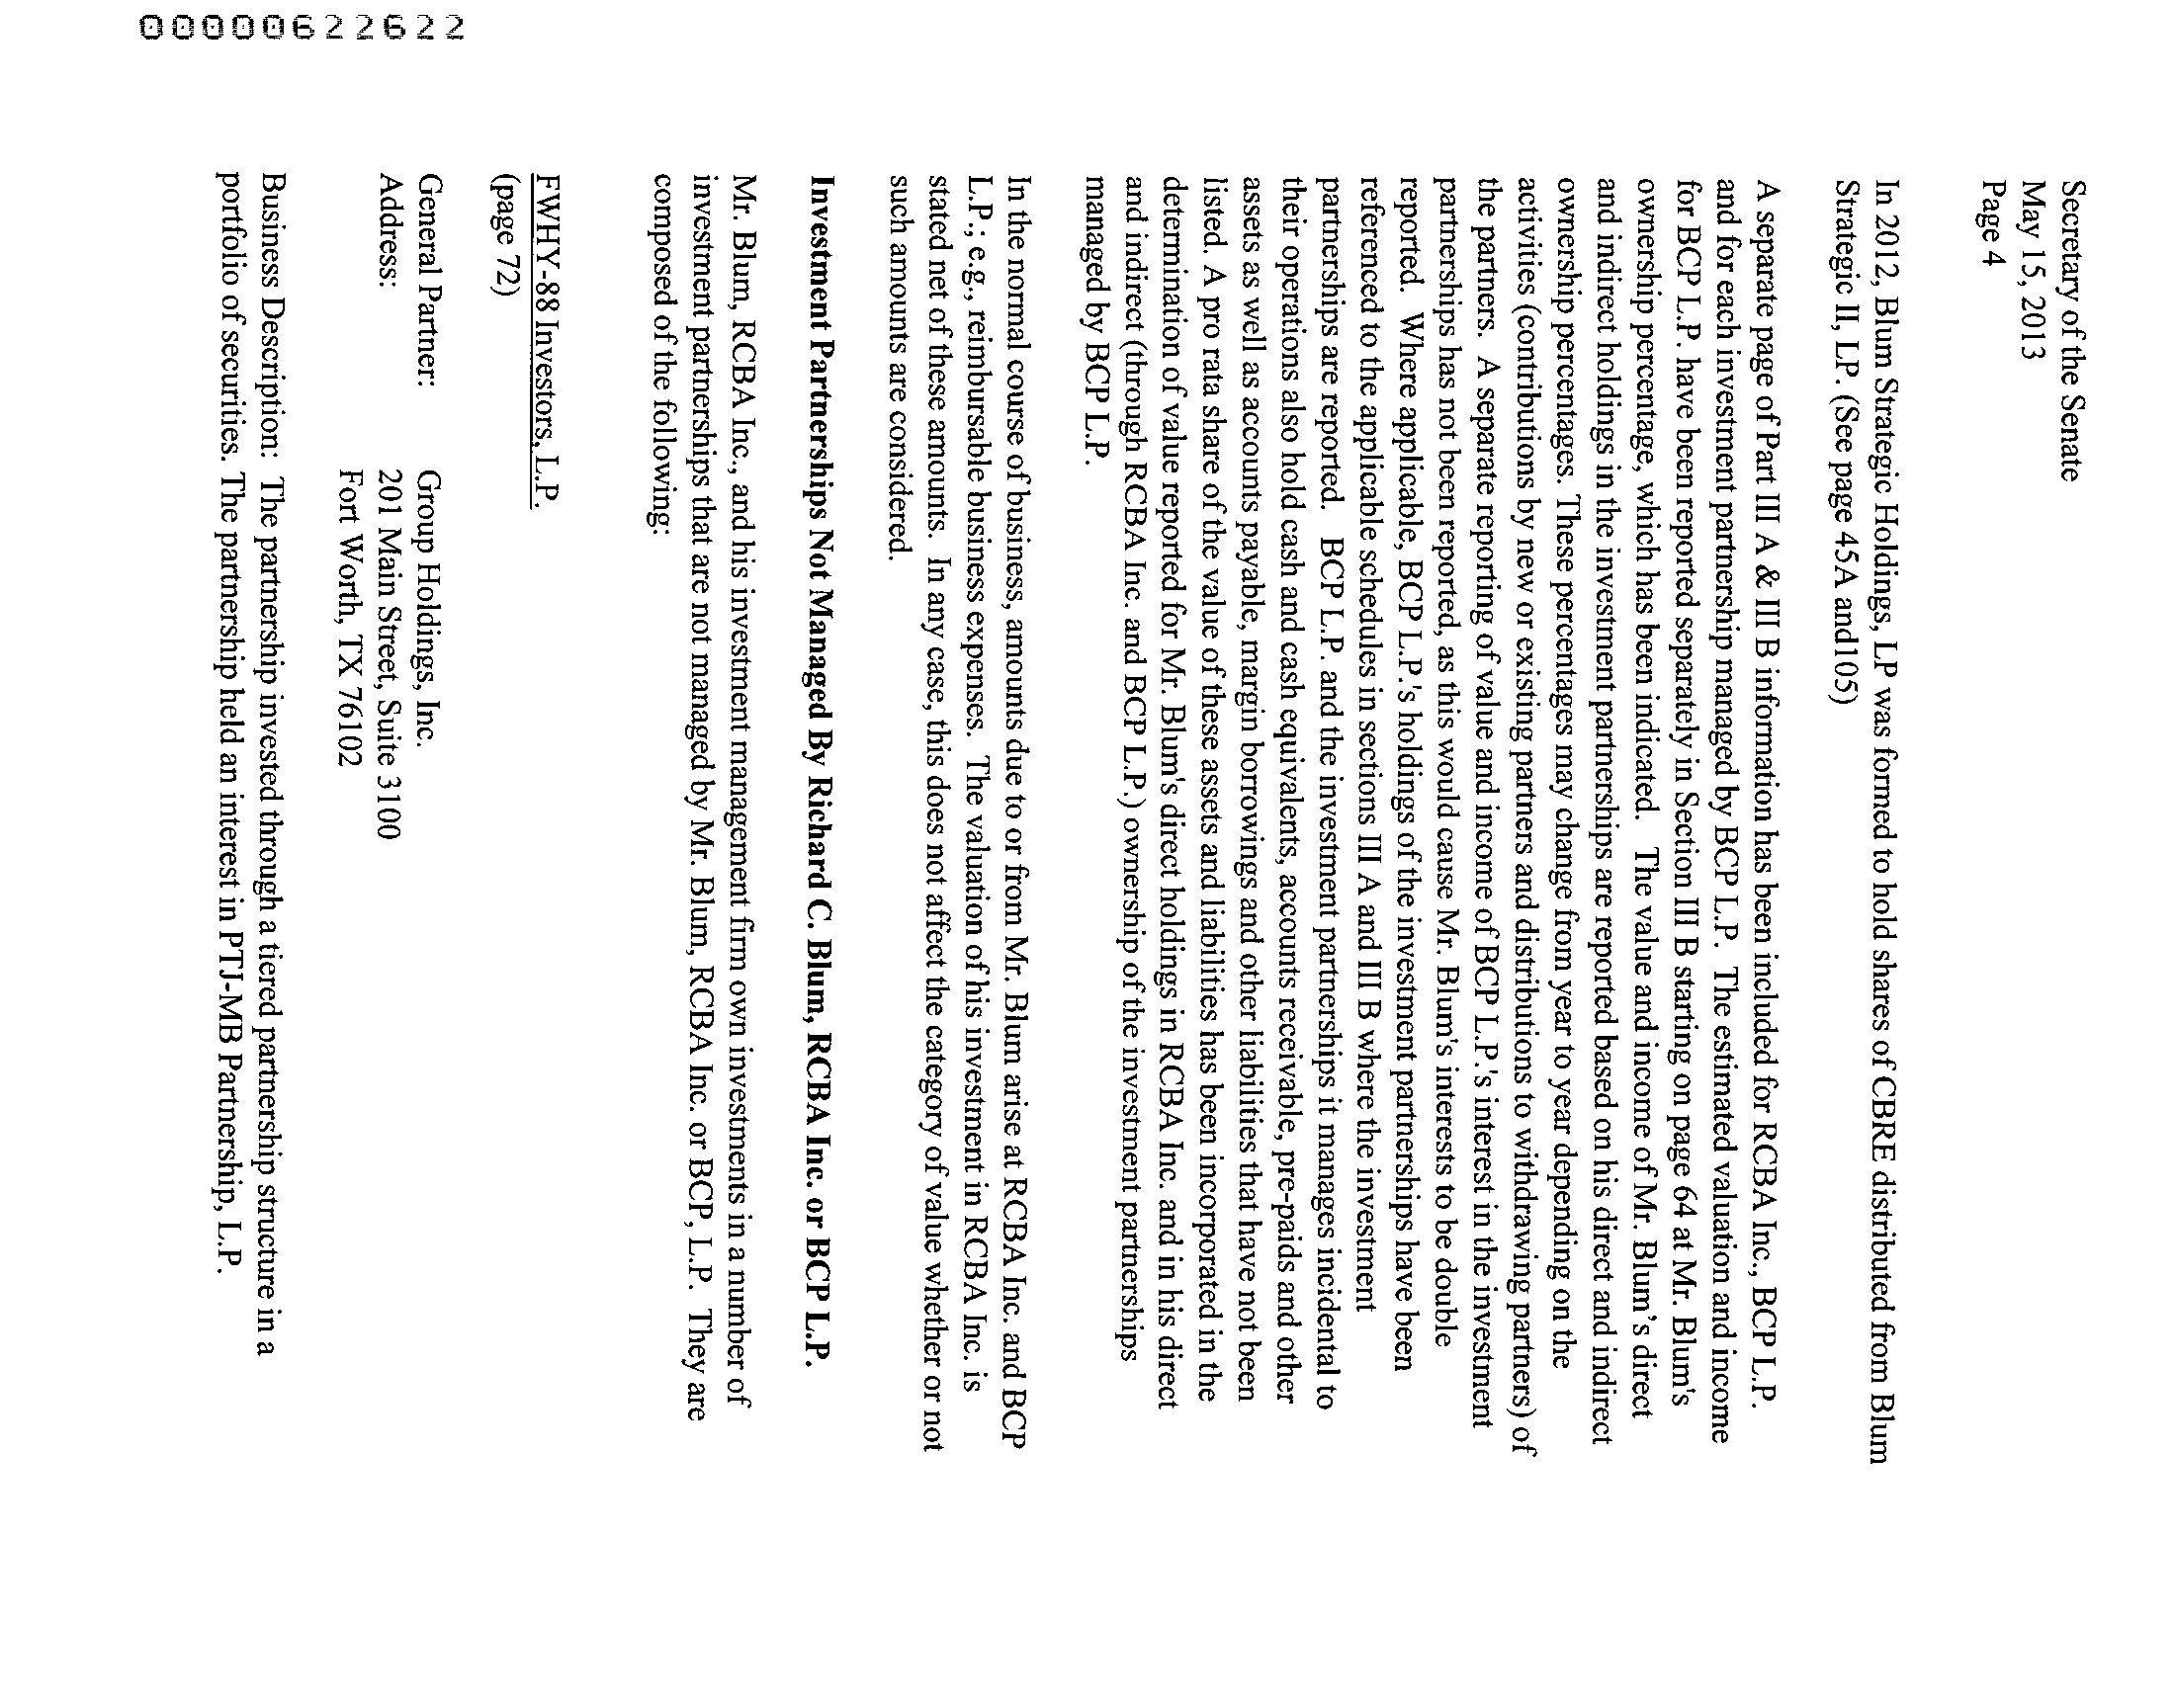 Secretary of the Senate
May 15, 2013
Page 4
In 2012, Blum Strategic Holdings, LP was formed to hold shares of CBRE distributed from Blum
Strategic II, LP. (See page 45A and105)
A separate page of Part III A & III B information has been included for RCBA Inc., BCP L.P.
and for each investment partnership managed by BCP L.P.  The estimated valuation and income
for BCP L.P. have been reported separately in Section III B starting on page 64 at Mr. Blum's
ownership percentage, which has been indicated.  The value and income of Mr. Blum's direct
and indirect holdings in the investment partnerships are reported based on his direct and indirect
ownership percentages. These percentages may change from year to year depending on the
activities (contributions by new or existing partners and distributions to withdrawing partners) of
the partners.  A separate reporting of value and income of BCP L.P.'s interest in the investment
partnerships has not been reported, as this would cause Mr. Blum's interests to be double
reported.  Where applicable, BCP L.P.'s holdings of the investment partnerships have been
referenced to the applicable schedules in sections III A and III B where the investment
partnerships are reported.  BCP L.P. and the investment partnerships it manages incidental to
their operations also hold cash and cash equivalents, accounts receivable, pre-paids and other
assets as well as accounts payable, margin borrowings and other liabilities that have not been
listed. A pro rata share of the value of these assets and liabilities has been incorporated in the
determination of value reported for Mr. Blum's direct holdings in RCBA Inc. and in his direct
and indirect (through RCBA Inc. and BCP L.P.) ownership of the investment partnerships
managed by BCP L.P.
In the normal course of business, amounts due to or from Mr. Blum arise at RCBA Inc. and BCP
L.P.; e.g., reimbursable business expenses.  The valuation of his investment in RCBA Inc. is
stated net of these amounts.  In any case, this does not affect the category of value whether or not
such amounts are considered.
Investment Partnerships Not Managed By Richard C. Blum, RCBA Inc. or BCP L.P.
Mr. Blum, RCBA Inc., and his investment management firm own investments in a number of
investment partnerships that are not managed by Mr. Blum, RCBA Inc. or BCP, L.P.  They are
composed of the following:
FWHY-88 Investors, L.P.
(page 72)
General Partner: Group Holdings, Inc.
Address: 201 Main Street, Suite 3100
Fort Worth, TX 76102
Business Description:  The partnership invested through a tiered partnership structure in a
portfolio of securities. The partnership held an interest in PTJ-MB Partnership, L.P.
00000622622